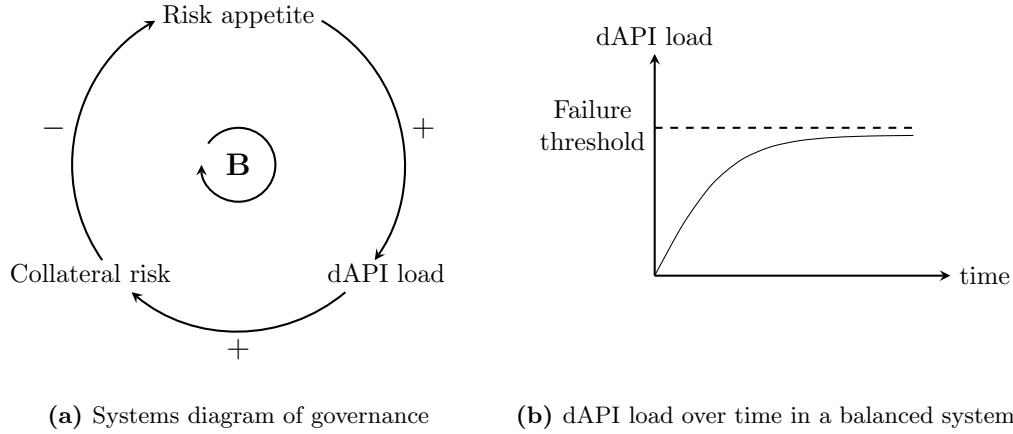 Risk appetite
−
+
B
Collateral risk
dAPI load
+
(a) Systems diagram of governance
dAPI load
Failure
threshold
time
(b) dAPI load over time in a balanced system